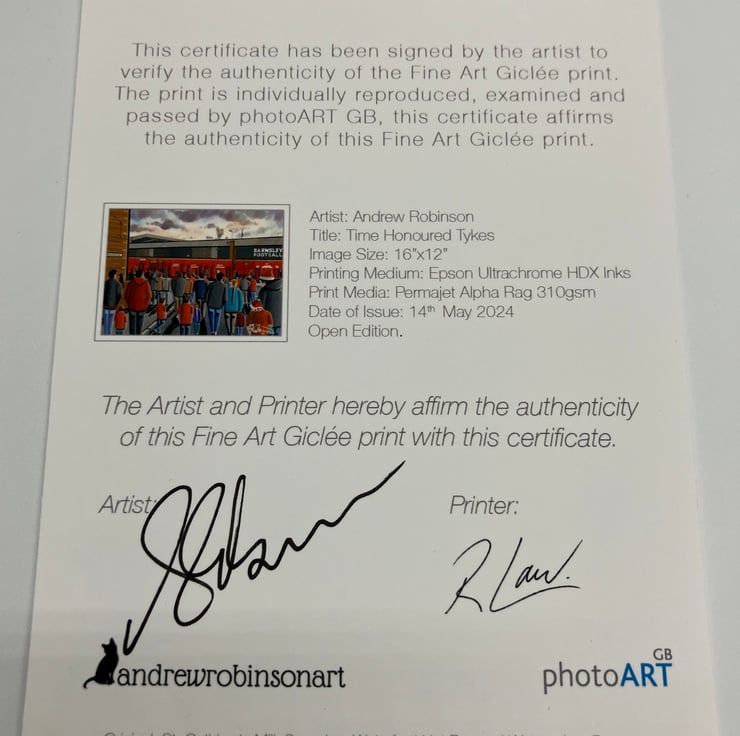 This certificate has been signed by the artist to
verify the authenticity of the Fine Art Giclée print.
The print is individually reproduced, examined and
passed by photoART GB, this certificate affirms
the authenticity of this Fine Art Giclée print.
BARNSLEY
FOOTBALL
Artist: Andrew Robinson
Title: Time Honoured Tykes
Image Size: 16"x12"
Printing Medium: Epson Ultrachrome HDX Inks
Print Media: Permajet Alpha Rag 310gsm
Date of Issue: 14th May 2024
Open Edition.
The Artist and Printer hereby affirm the authenticity
of this Fine Art Giclée print with this certificate.
Artist:
Printer:
R Law.
andrewrobinsonart
photoART GB